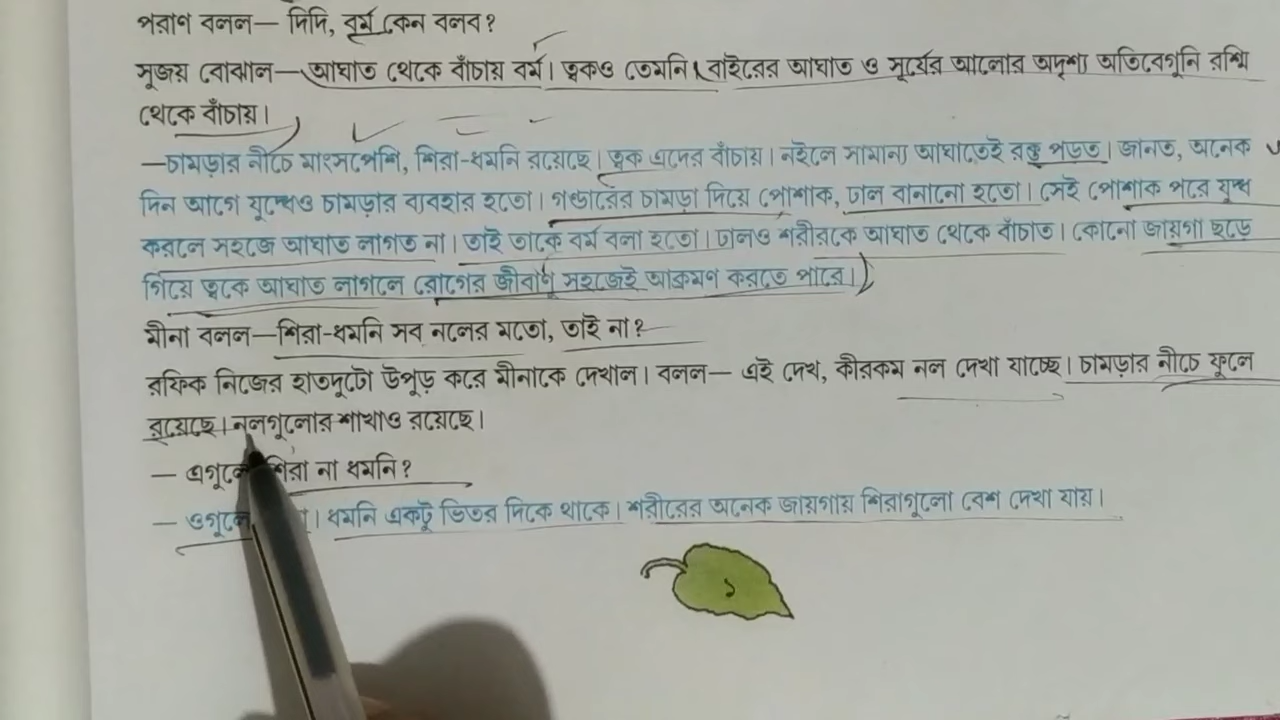 পরাণ বলল— দিদি, বর্ম কেন বলব?
সুজয় বোঝাল— আঘাত থেকে বাঁচায় বর্ম। ত্বকও তেমনি। বাইরের আঘাত ও সূর্যের আলোর অদৃশ্য অতিবেগুনি রশ্মি
থেকে বাঁচায়।
—চামড়ার নীচে মাংসপেশি, শিরা-ধমনি রয়েছে। ত্বক এদের বাঁচায়। নইলে সামান্য আঘাতেই রক্ত পড়ত। জানত, অনেক
দিন আগে যুদ্ধেও চামড়ার ব্যবহার হতো। গন্ডারের চামড়া দিয়ে পোশাক, ঢাল বানানো হতো। সেই পোশাক পরে যুদ্ধ
করলে সহজে আঘাত লাগত না। তাই তাকে বর্ম বলা হতো। ঢালও শরীরকে আঘাত থেকে বাঁচাত। কোনো জায়গা ছড়ে
গিয়ে ত্বকে আঘাত লাগলে রোগের জীবাণু সহজেই আক্রমণ করতে পারে।
মীনা বলল—শিরা-ধমনি সব নলের মতো, তাই না?
রফিক নিজের হাতদুটো উপুড় করে মীনাকে দেখাল। বলল— এই দেখ, কীরকম নল দেখা যাচ্ছে। চামড়ার নীচে ফুলে
রয়েছে। নলগুলোর শাখাও রয়েছে।
— এগুলো শিরা না ধমনি?
— ধমনি একটু ভিতর দিকে থাকে। শরীরের অনেক জায়গায় শিরাগুলো বেশ দেখা যায়।